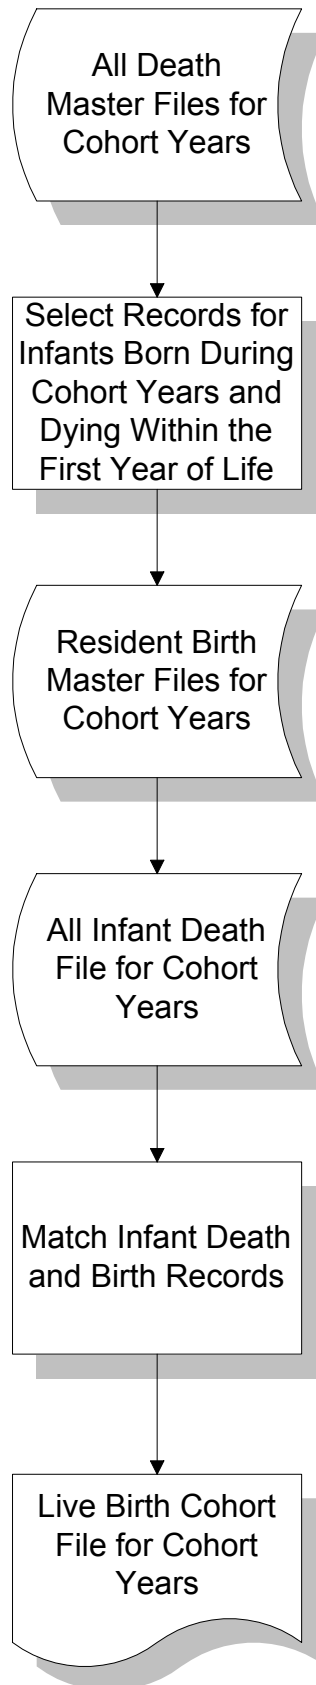 All Death
Master Files for
Cohort Years
Select Records for
Infants Born During
Cohort Years and
Dying Within the
First Year of Life
Resident Birth
Master Files for
Cohort Years
All Infant Death
File for Cohort
Years
Match Infant Death
and Birth Records
Live Birth Cohort
File for Cohort
Years